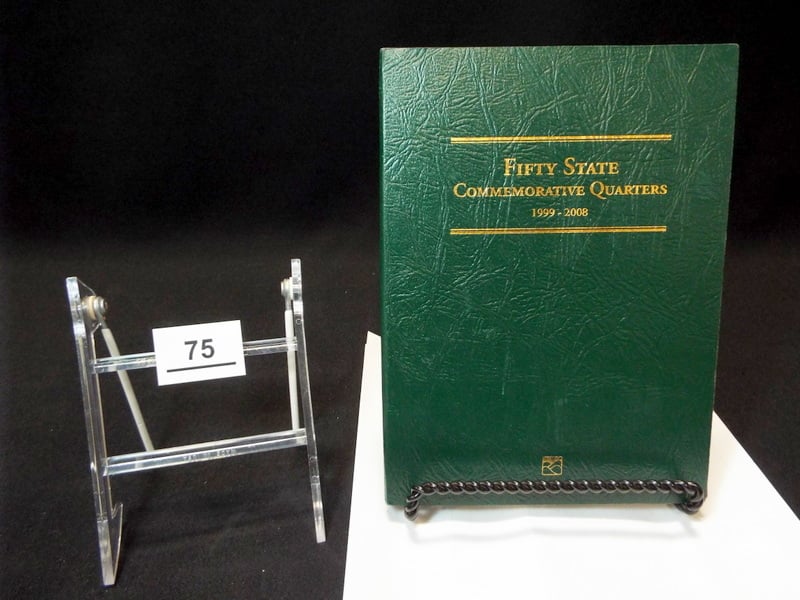 75
FIFTY STATE
COMMEMORATIVE QUARTERS
1999 - 2008